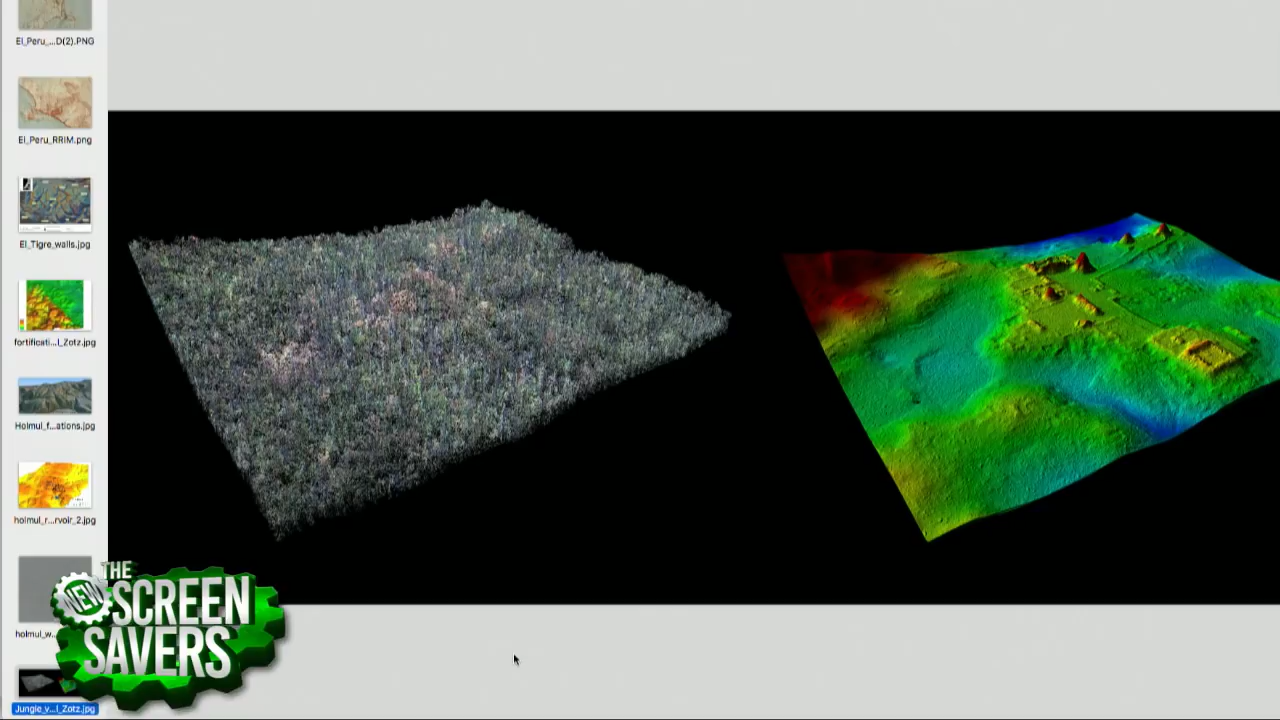 El_Peru_...D(2).PNG
El_Peru_RRIM.png
El_Tigre_walls.jpg
fortificati...l_Zotz.jpg
Holmul_f...ations.jpg
holmul_r...rvoir_2.jpg
holmul_w...
Jungle_v...l_Zotz.jpg
THE
NEW
SCREEN
SAVERS